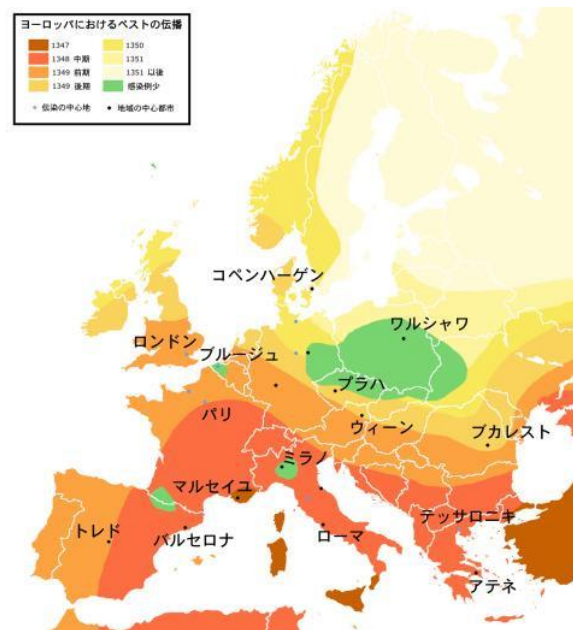 ヨーロッパにおけるペストの伝播
1347
1348 中期
1349 前期
1349 後期
1350
1351
1351 以後
感染例少
伝染の中心地
地域の中心都市
コペンハーゲン
ワルシャワ
ロンドン
ブルージュ
プラハ
パリ
ウィーン
ブカレスト
ミラノ
マルセイユ
テッサロニキ
トレド
バルセロナ
ローマ
アテネ